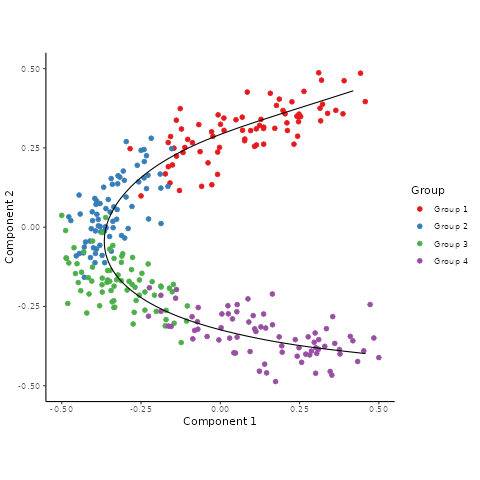 0.50
0.25
0.00
-0.25
-0.50
Component 2
-0.50
-0.25
0.00
0.25
0.50
Component 1
Group
Group 1
Group 2
Group 3
Group 4